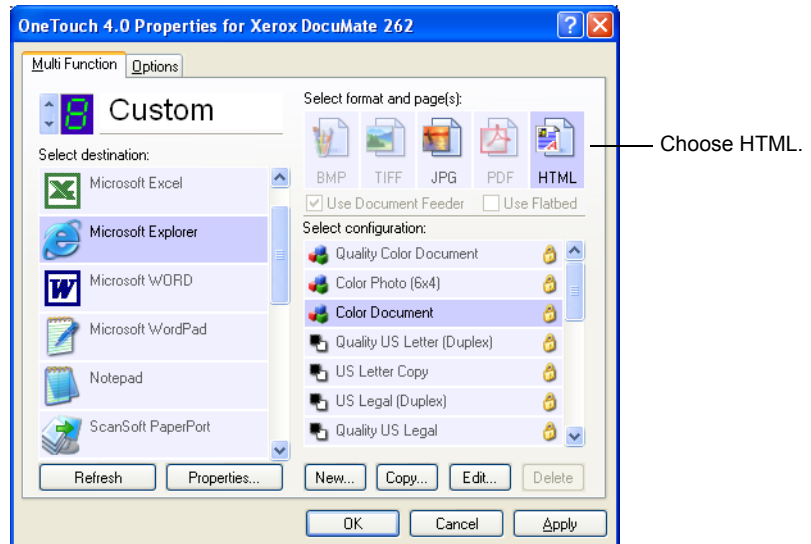 OneTouch 4.0 Properties for Xerox DocuMate 262
Multi Function
Options
8
Custom
Select destination:
Microsoft Excel
Microsoft Explorer
Microsoft WORD
Microsoft WordPad
Notepad
ScanSoft PaperPort
Refresh
Properties...
Select format and page(s):
BMP TIFF JPG PDF HTML
Use Document Feeder
Use Flatbed
Select configuration:
Quality Color Document
Color Photo (6x4)
Color Document
Quality US Letter (Duplex)
US Letter Copy
US Legal (Duplex)
Quality US Legal
New... Copy... Edit... Delete
OK Cancel Apply
Choose HTML.